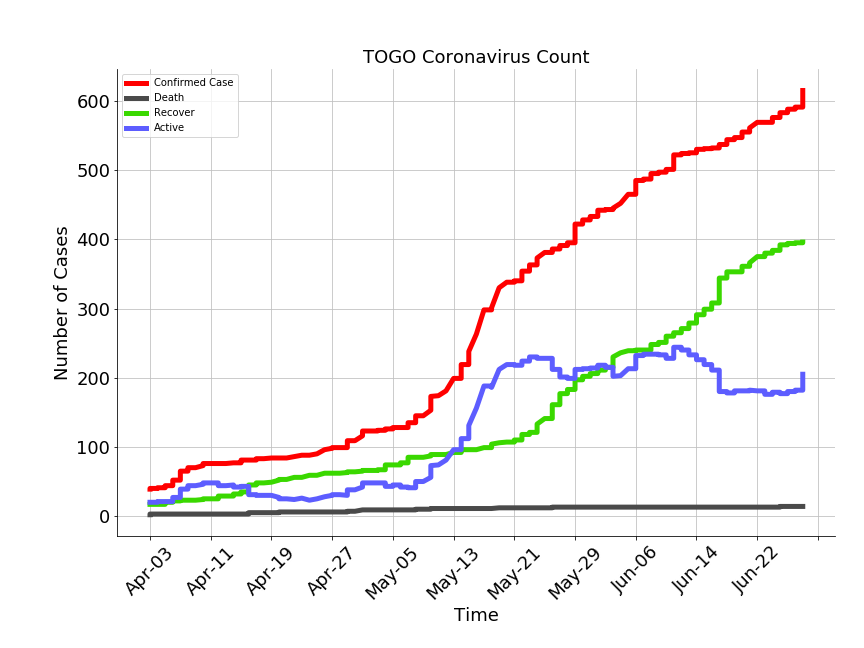 TOGO Coronavirus Count
Confirmed Case
Death
Recover
Active
600
500
400
300
200
100
0
Number of Cases
Apr-03
Apr-11
Apr-19
Apr-27
May-05
May-13
May-21
May-29
Jun-06
Jun-14
Jun-22
Time